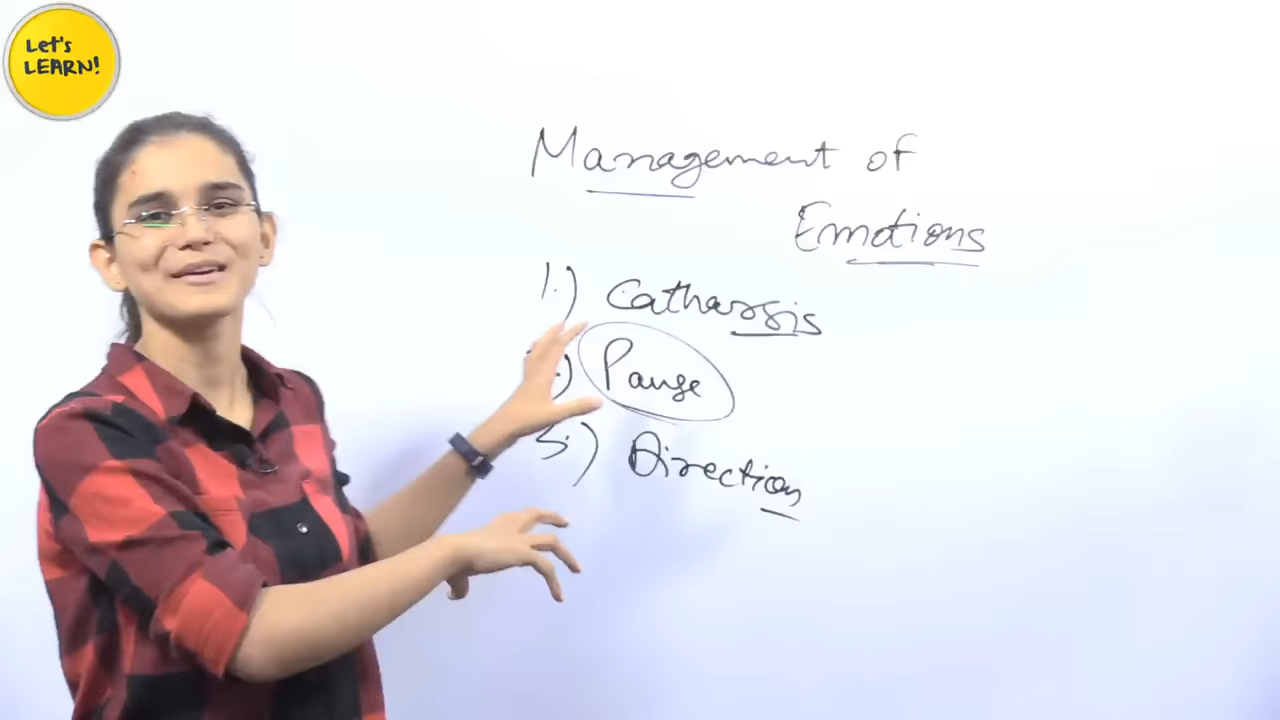 Let's
LEARN!
Management of
Emotions
1.) Catharsis
) Pause
3.) Direction